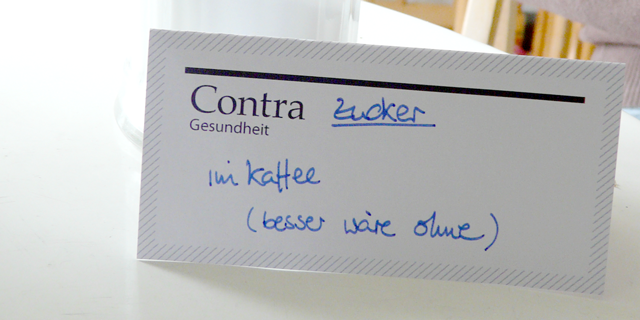 Contra Zucker
Gesundheit
im Kaffee
(besser wäre ohne)